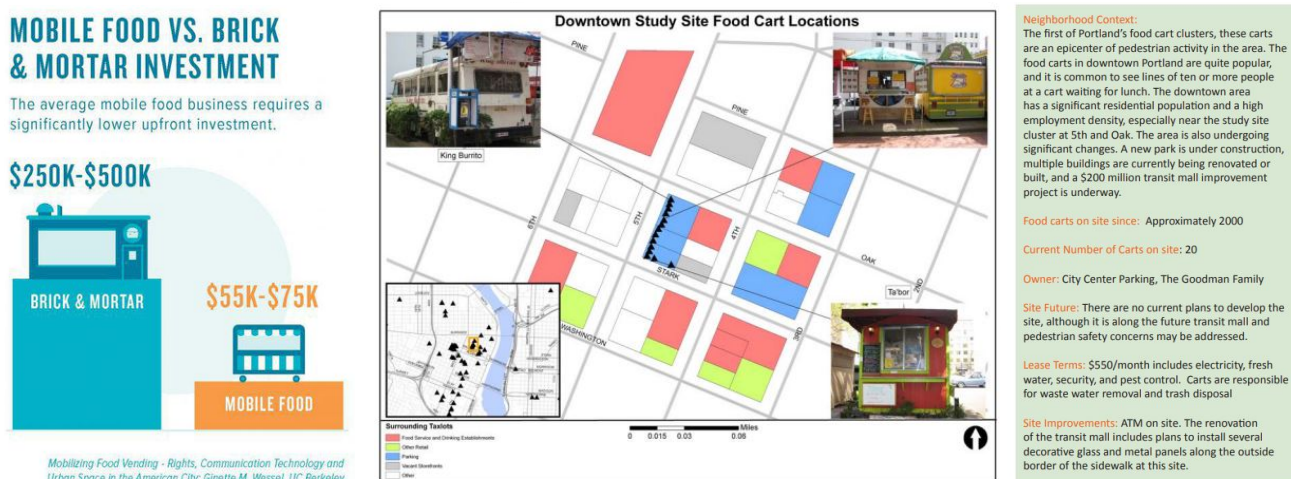 MOBILE FOOD VS. BRICK
& MORTAR INVESTMENT
The average mobile food business requires a
significantly lower upfront investment.
$250K-$500K
BRICK & MORTAR
$55K-$75K
MOBILE FOOD
Mobilizing Food Vending - Rights, Communication Technology and
Urban Space in the American City; Ginette M. Wessel, UC Berkeley
Downtown Study Site Food Cart Locations
PINE
King Burrito
PINE
6TH
5TH
4TH
OAK
2ND
STARK
Ta'bor
WASHINGTON
3RD
Surrounding Taxlots
Food Service and Drinking Establishments
Other Retail
Parking
Vacant Storefronts
Other
Miles
0 0.015 0.03 0.06
Neighborhood Context:
The first of Portland's food cart clusters, these carts
are an epicenter of pedestrian activity in the area. The
food carts in downtown Portland are quite popular,
and it is common to see lines of ten or more people
at a cart waiting for lunch. The downtown area
has a significant residential population and a high
employment density, especially near the study site
cluster at 5th and Oak. The area is also undergoing
significant changes. A new park is under construction,
multiple buildings are currently being renovated or
built, and a $200 million transit mall improvement
project is underway.
Food carts on site since: Approximately 2000
Current Number of Carts on site: 20
Owner: City Center Parking, The Goodman Family
Site Future: There are no current plans to develop the
site, although it is along the future transit mall and
pedestrian safety concerns may be addressed.
Lease Terms: $550/month includes electricity, fresh
water, security, and pest control. Carts are responsible
for waste water removal and trash disposal
Site Improvements: ATM on site. The renovation
of the transit mall includes plans to install several
decorative glass and metal panels along the outside
border of the sidewalk at this site.